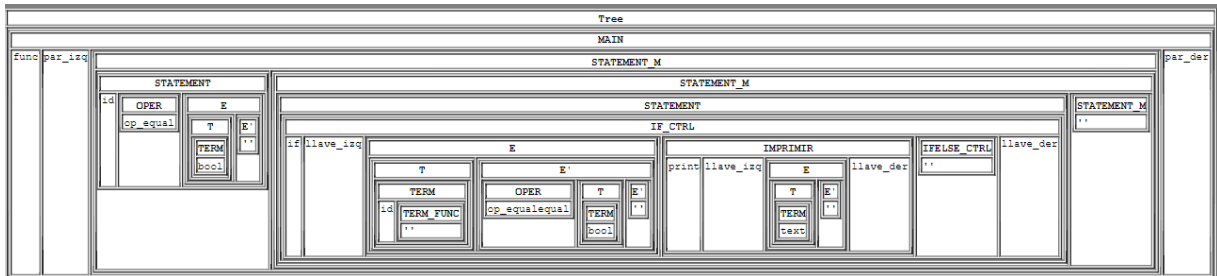 Tree
MAIN
func par_izq STATEMENT_M par_der
STATEMENT STATEMENT_M
id OPER E STATEMENT STATEMENT_M
op_equal T E' IF_CTRL ''
TERM '' if llave_izq E IMPRIMIR IFELSE_CTRL llave_der
bool T E' print llave_izq E llave_der ''
TERM OPER T E' T E'
id TERM_FUNC op_equalequal TERM '' TERM ''
'' bool text